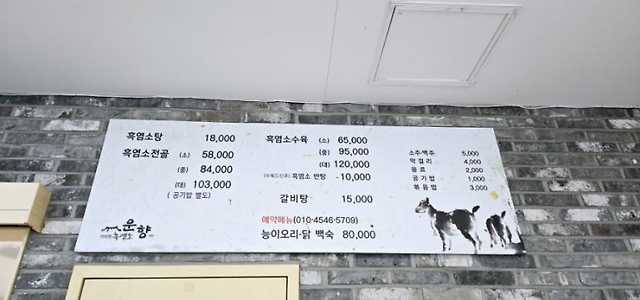 흑염소탕 18,000
흑염소전골 (소) 58,000
(중) 84,000
(대) 103,000
( 공기밥 별도)
운향
흑염소수육 (소) 65,000
(중) 95,000
(대) 120,000
흑염소 반탕 10,000
갈비탕 15,000
예약메뉴(010-4546-5709)
능이오리·닭 백숙 80,000
소주·맥주 5,000
막걸리 4,000
음료 2,000
공기밥 1,000
볶음밥 3,000